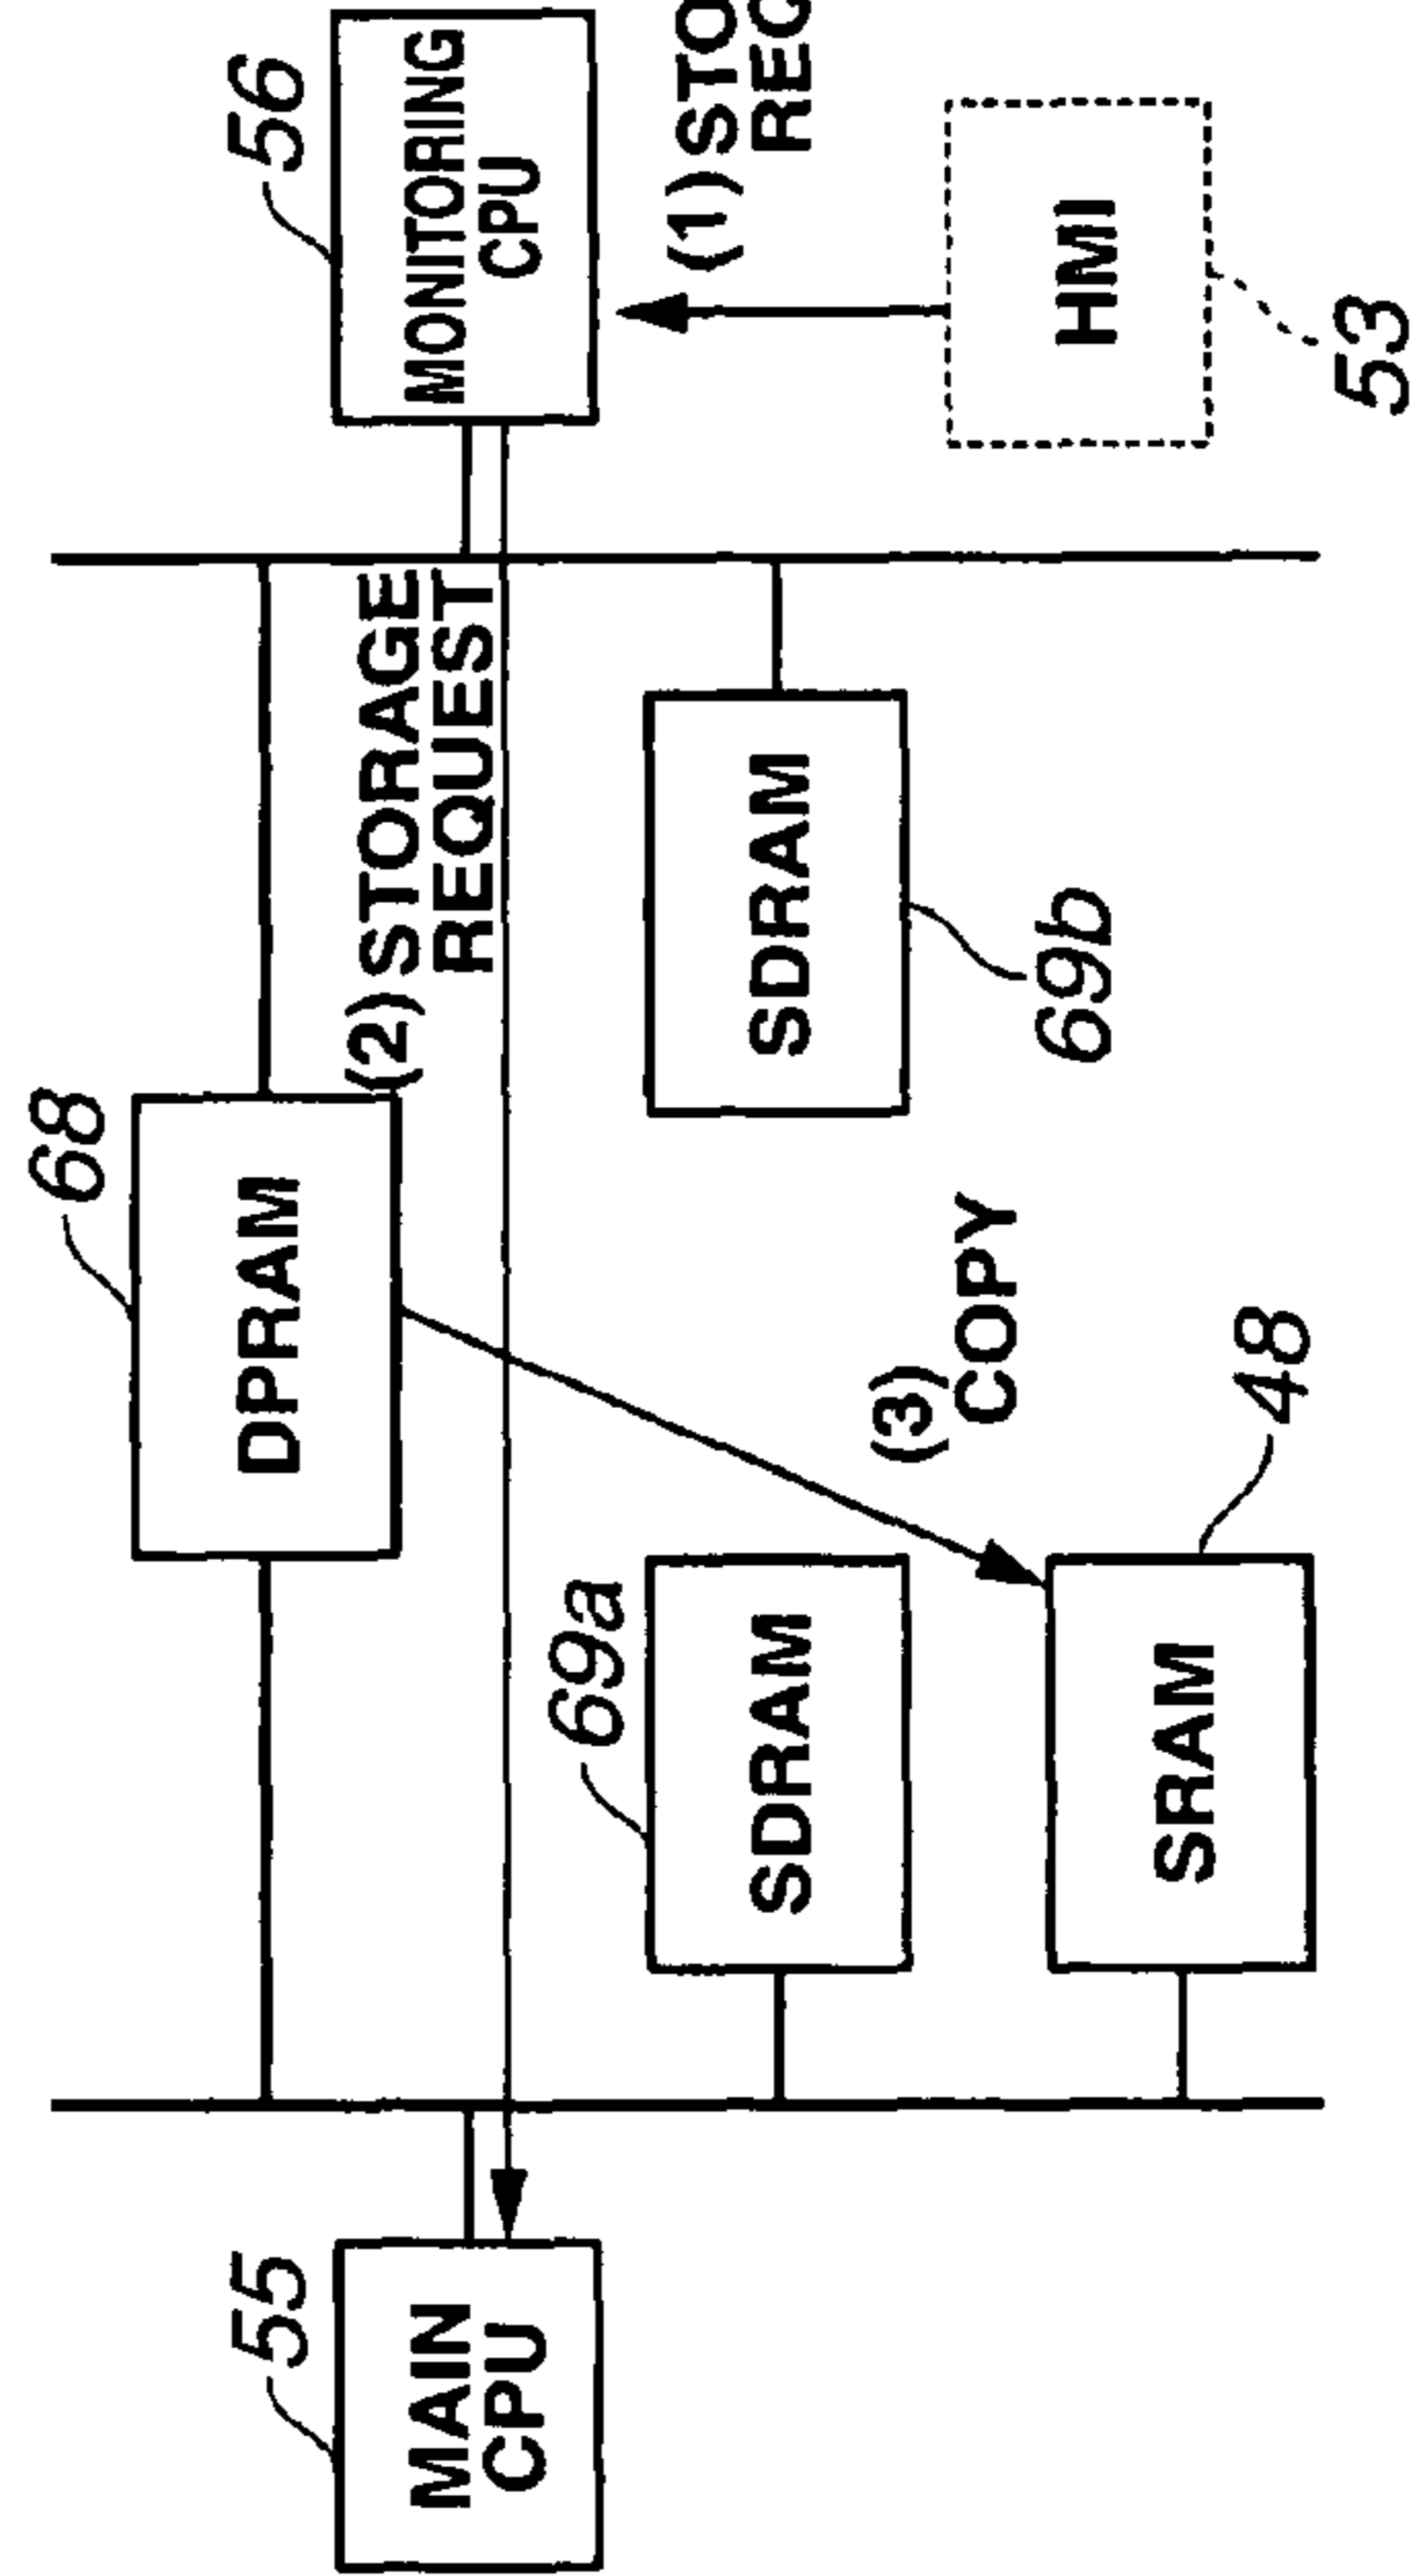 68
55
DPRAM
56
(2) STORAGE
REQUEST
MAIN
CPU
MONITORING
CPU
69a
(1) STO
RE
SDRAM
SDRAM
(3)
COPY
69b
HMI
SRAM
48
53